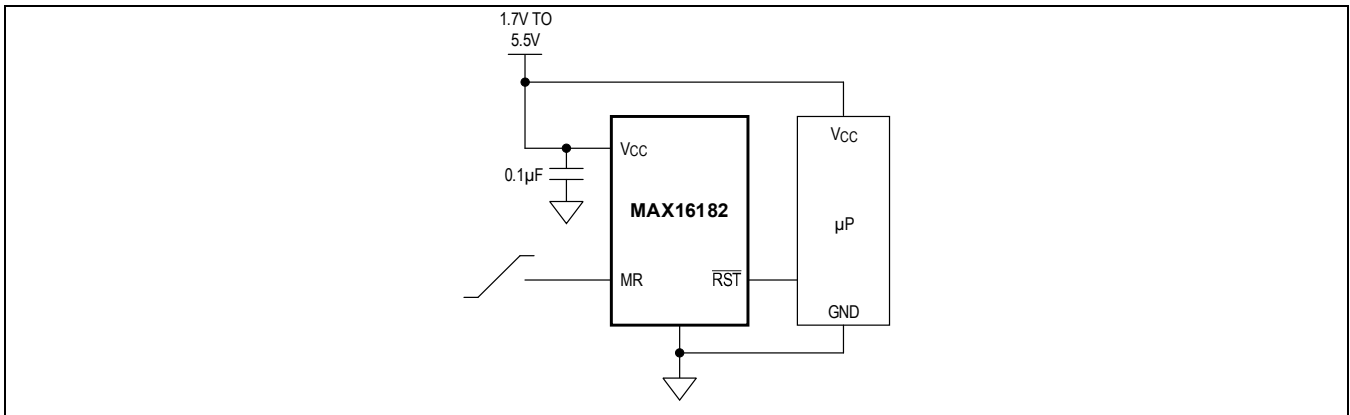 1.7V TO
5.5V
VCC
VCC
0.1µF
MAX16182
µP
MR
RST
GND